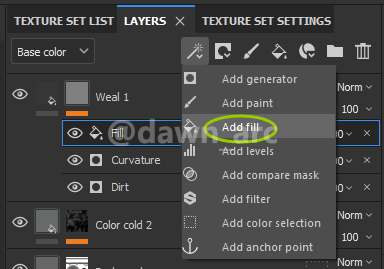 TEXTURE SET LIST LAYERS × TEXTURE SET SETTINGS
Base color
Add generator
Weal 1 Norm
Add paint 100
Fill Add fill
@dawn_arc
Add levels
Curvature
Add compare mask
Dirt
Add filter
Color cold 2 Norm
Add color selection 100
Add anchor point
Norm